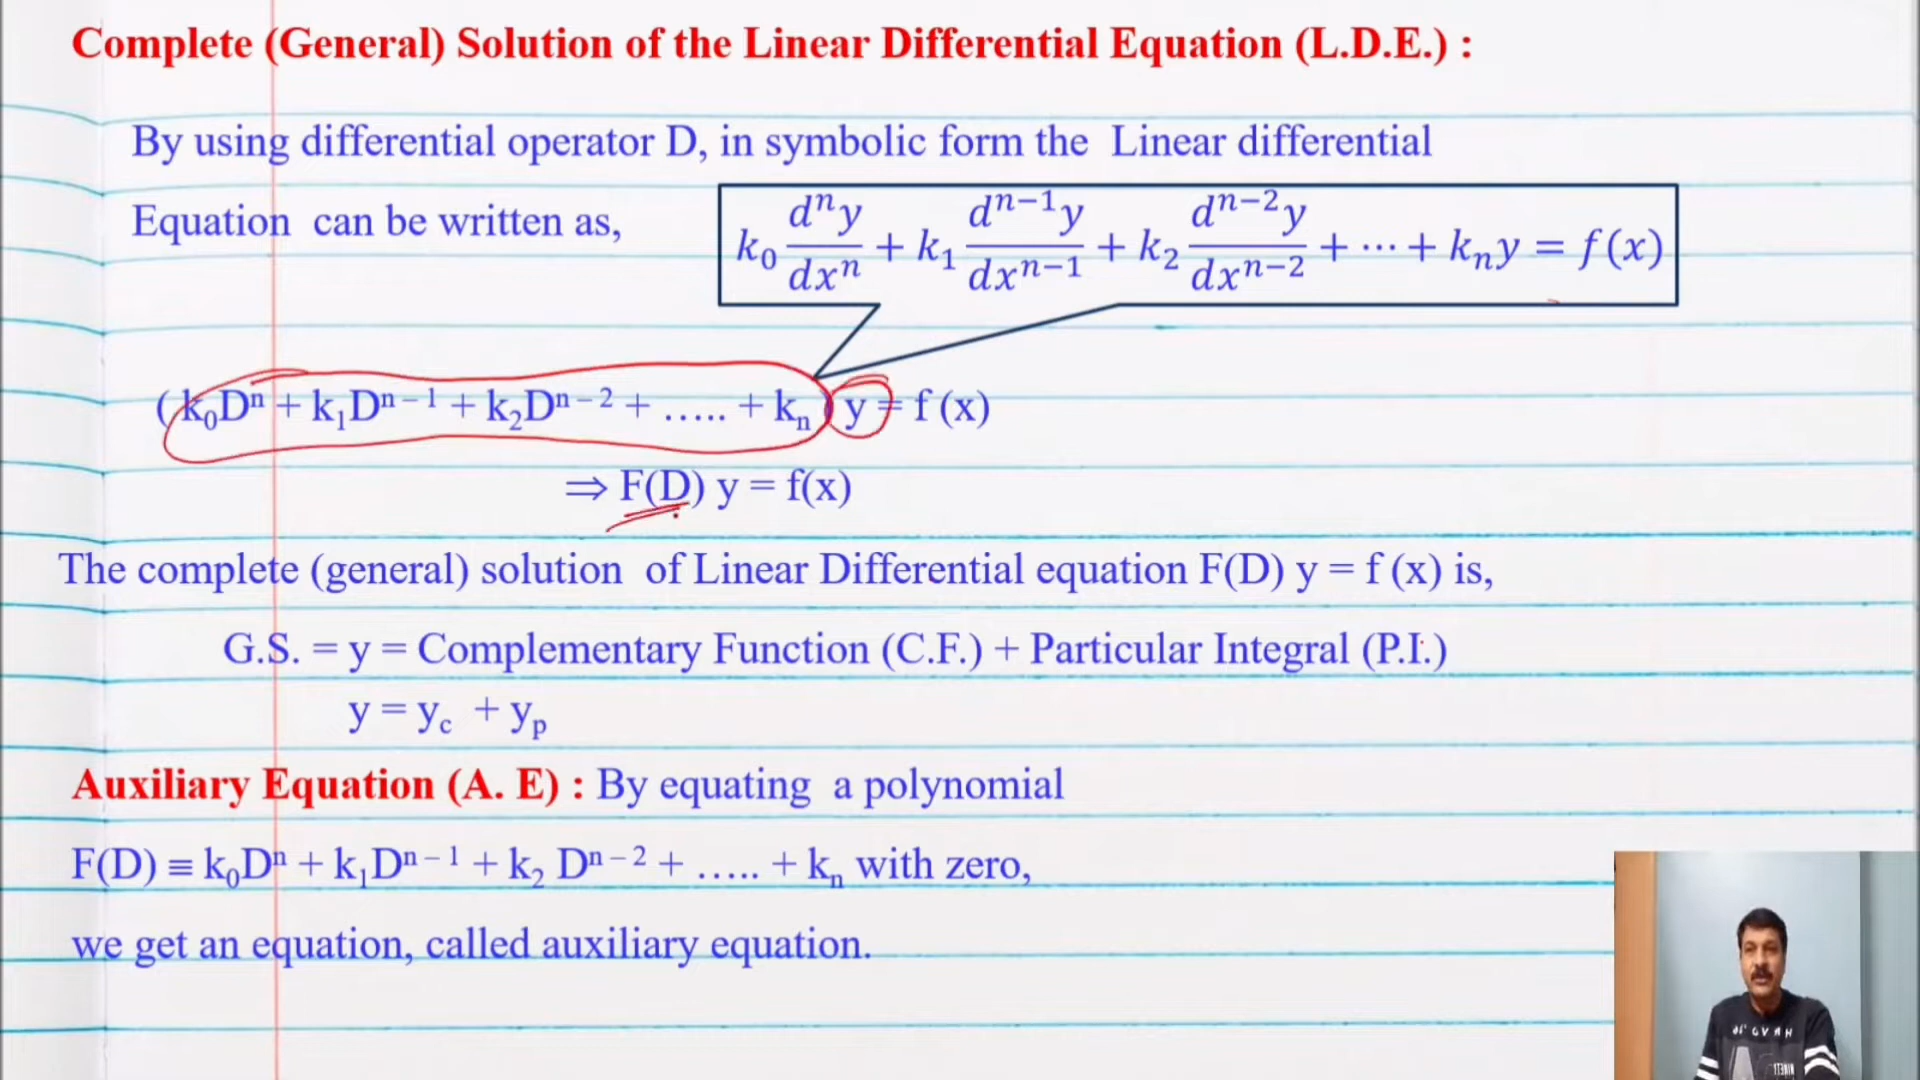 Complete (General) Solution of the Linear Differential Equation (L.D.E.) :
By using differential operator D, in symbolic form the Linear differential
Equation can be written as,
k₀ dⁿy/dxⁿ + k₁ dⁿ⁻¹y/dxⁿ⁻¹ + k₂ dⁿ⁻²y/dxⁿ⁻² + ⋯ + kₙy = f(x)
( k₀Dⁿ + k₁Dⁿ⁻¹ + k₂Dⁿ⁻² + ….. + kₙ ) y = f (x)
⇒ F(D) y = f(x)
The complete (general) solution of Linear Differential equation F(D) y = f (x) is,
G.S. = y = Complementary Function (C.F.) + Particular Integral (P.I.)
y = y_c + y_p
Auxiliary Equation (A. E) : By equating a polynomial
F(D) ≡ k₀Dⁿ + k₁Dⁿ⁻¹ + k₂ Dⁿ⁻² + ….. + kₙ with zero,
we get an equation, called auxiliary equation.